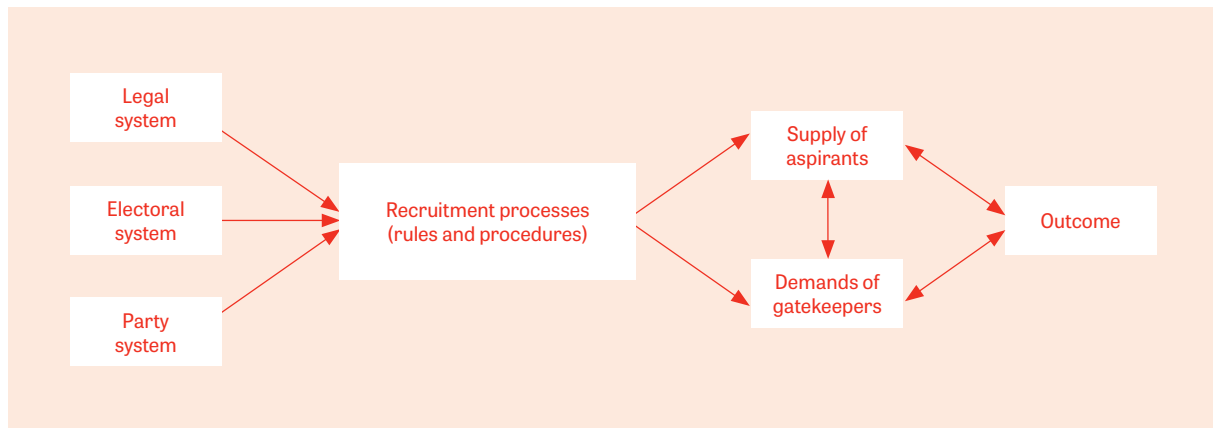 Legal
system
Electoral
system
Party
system
Recruitment processes
(rules and procedures)
Supply of
aspirants
Demands of
gatekeepers
Outcome